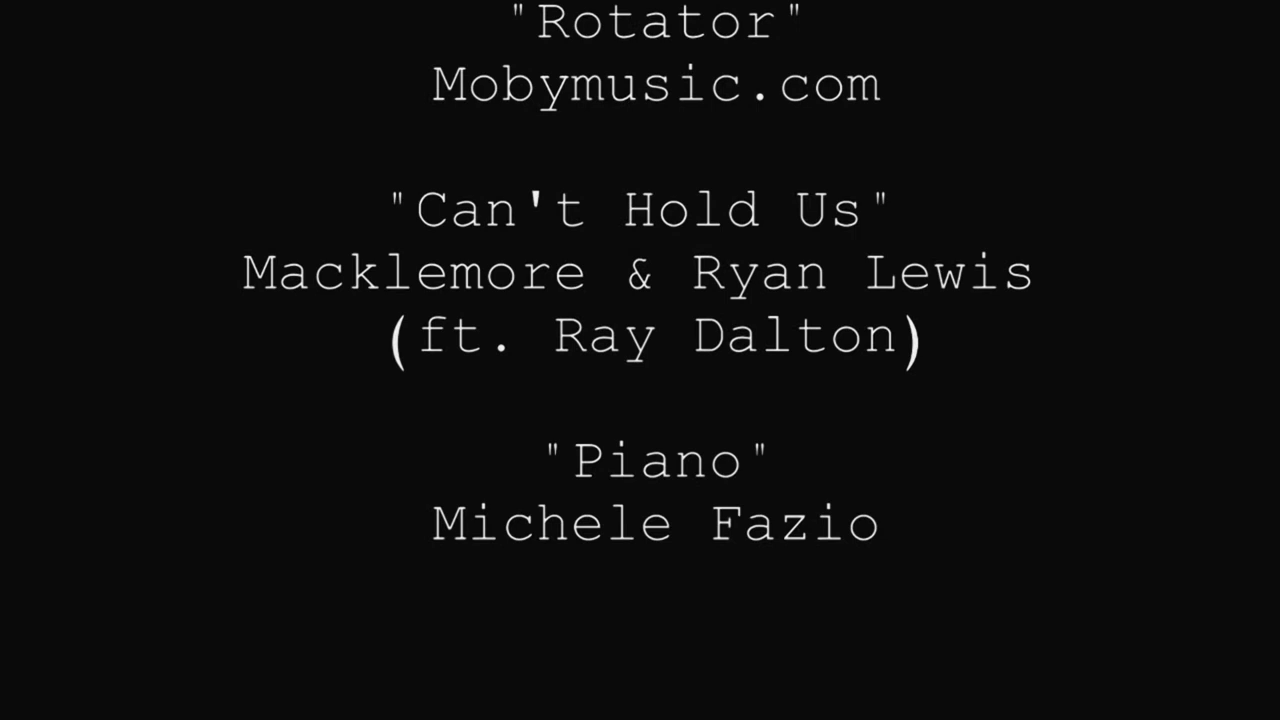 "Rotator"
Mobymusic.com
"Can't Hold Us"
Macklemore & Ryan Lewis
(ft. Ray Dalton)
"Piano"
Michele Fazio